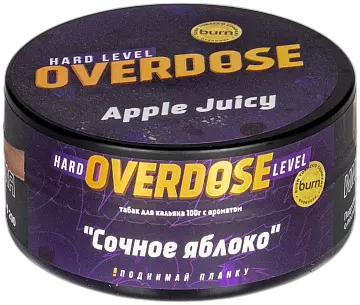 HARD LEVEL
OVERDOSE
burn
Apple Juicy
HARD OVERDOSE LEVEL
burn
табак для кальяна 100г с ароматом
"Сочное яблоко"
ПОДНИМАЙ ПЛАНКУ